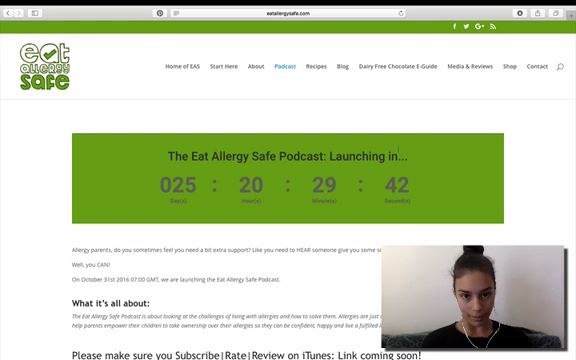 eatallergysafe.com
eat
allergy
safe
Home of EAS Start Here About Podcast Recipes Blog Dairy Free Chocolate E-Guide Media & Reviews Shop Contact
The Eat Allergy Safe Podcast: Launching in...
025 : 20 : 29 : 42
Day(s) Hour(s) Minute(s) Second(s)
Allergy parents, do you sometimes feel you need a bit extra support? Like you need to HEAR someone give you some
Well, you CAN!
On October 31st 2016 07:00 GMT, we are launching the Eat Allergy Safe Podcast.
What it's all about:
The Eat Allergy Safe Podcast is about looking at the challenges of living with allergies and how to solve them. Allergies are just
help parents empower their children to take ownership over their allergies so they can be confident, happy and live a fulfilled
Please make sure you Subscribe|Rate|Review on iTunes: Link coming soon!